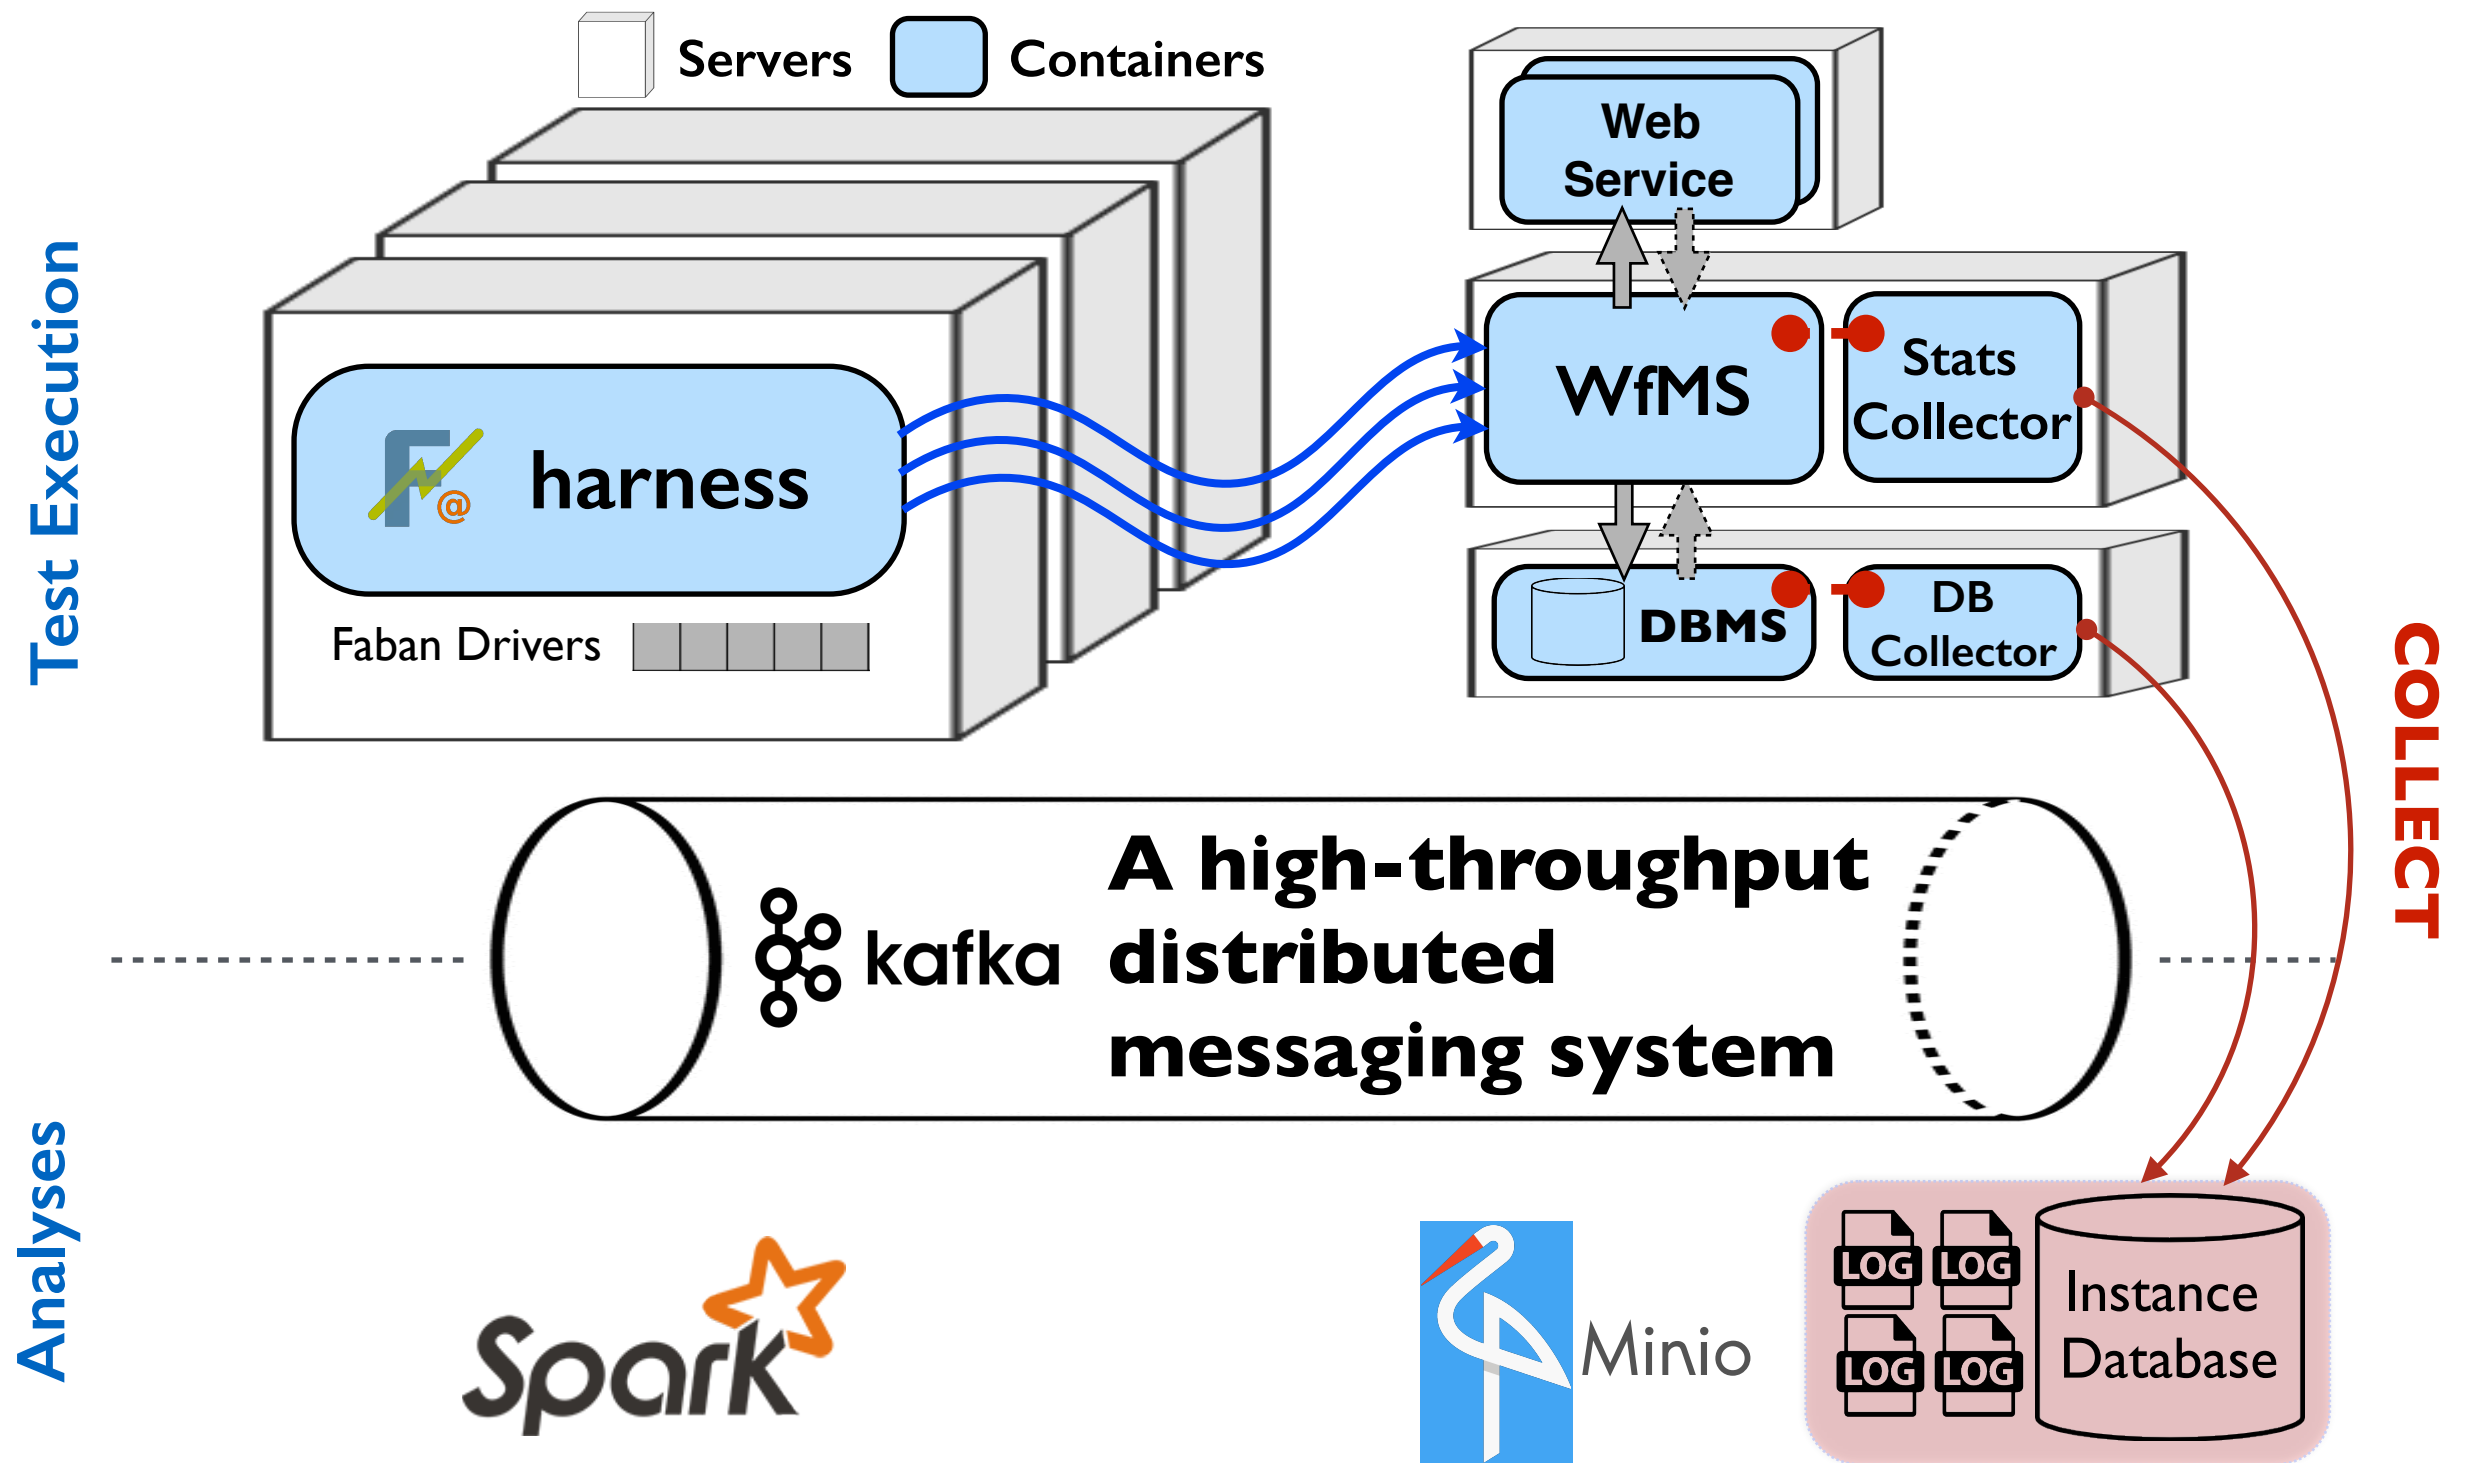 Servers
Containers
Test Execution
Web
Service
WfMS
Stats
Collector
@
harness
Faban Drivers
DBMS
DB
Collector
COLLECT
kafka
A high-throughput
distributed
messaging system
Analyses
Spark
Minio
LOG
LOG
LOG
LOG
Instance
Database